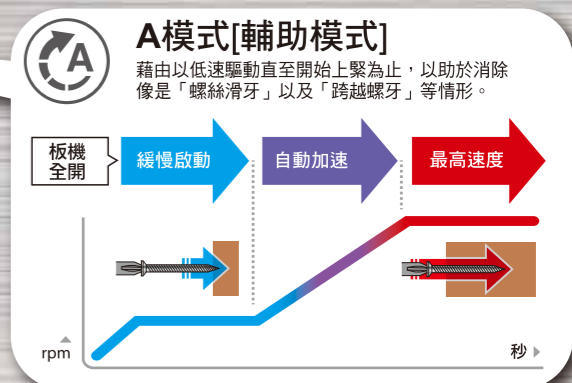 A
A模式[輔助模式]
藉由以低速驅動直至開始上緊為止，以助於消除
像是「螺絲滑牙」以及「跨越螺牙」等情形。
板機
全開
緩慢啟動
自動加速
最高速度
rpm
秒